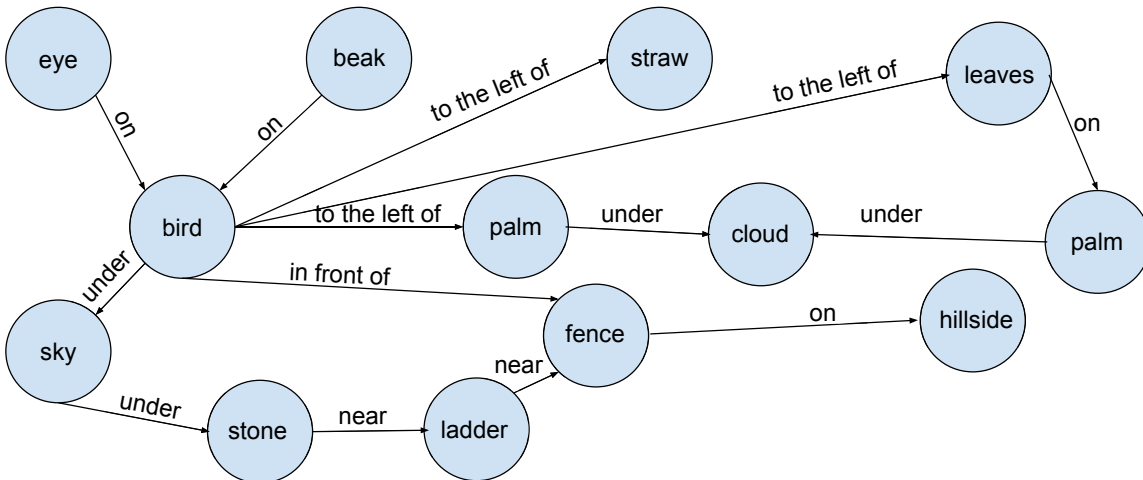 eye
beak
straw
leaves
to the left of
to the left of
on
on
on
bird
to the left of
palm
under
cloud
under
palm
under
in front of
sky
fence
on
hillside
near
under
stone
near
ladder